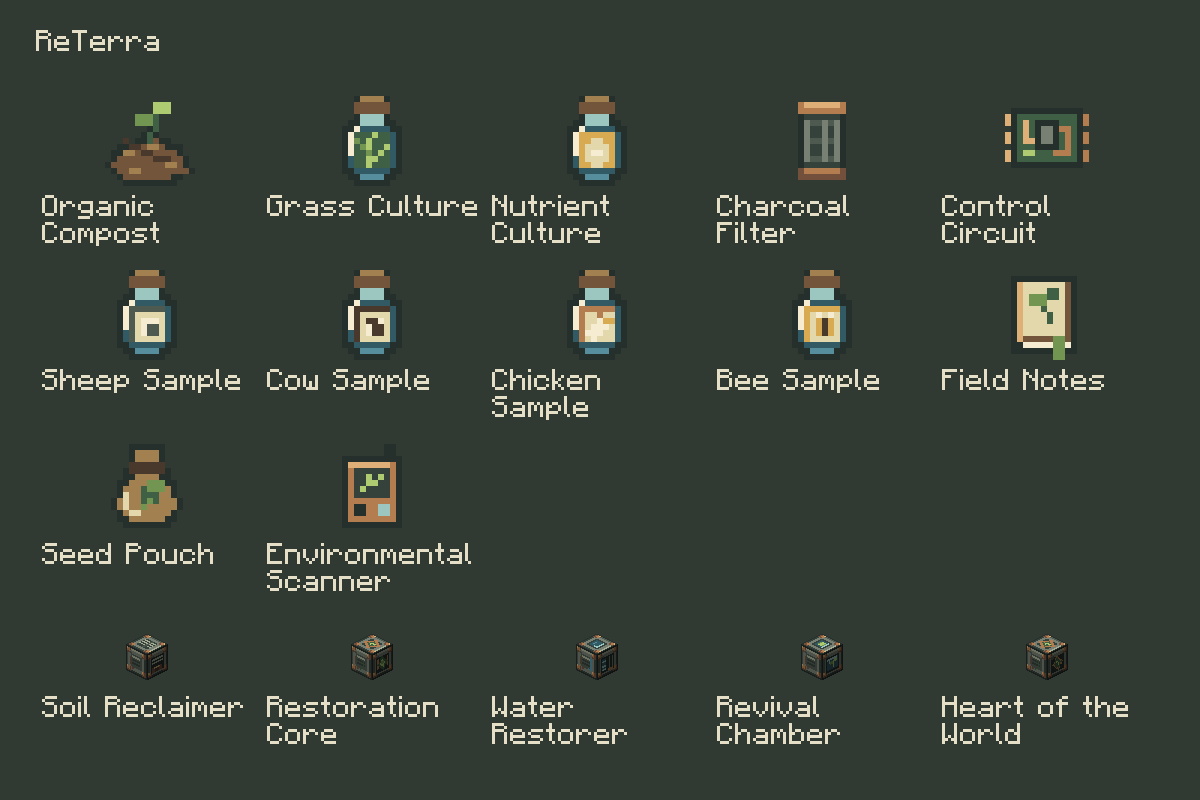 ReTerra
Organic
Compost
Grass Culture
Nutrient
Culture
Charcoal
Filter
Control
Circuit
Sheep Sample
Cow Sample
Chicken
Sample
Bee Sample
Field Notes
Seed Pouch
Environmental
Scanner
Soil Reclaimer
Restoration
Core
Water
Restorer
Revival
Chamber
Heart of the
World